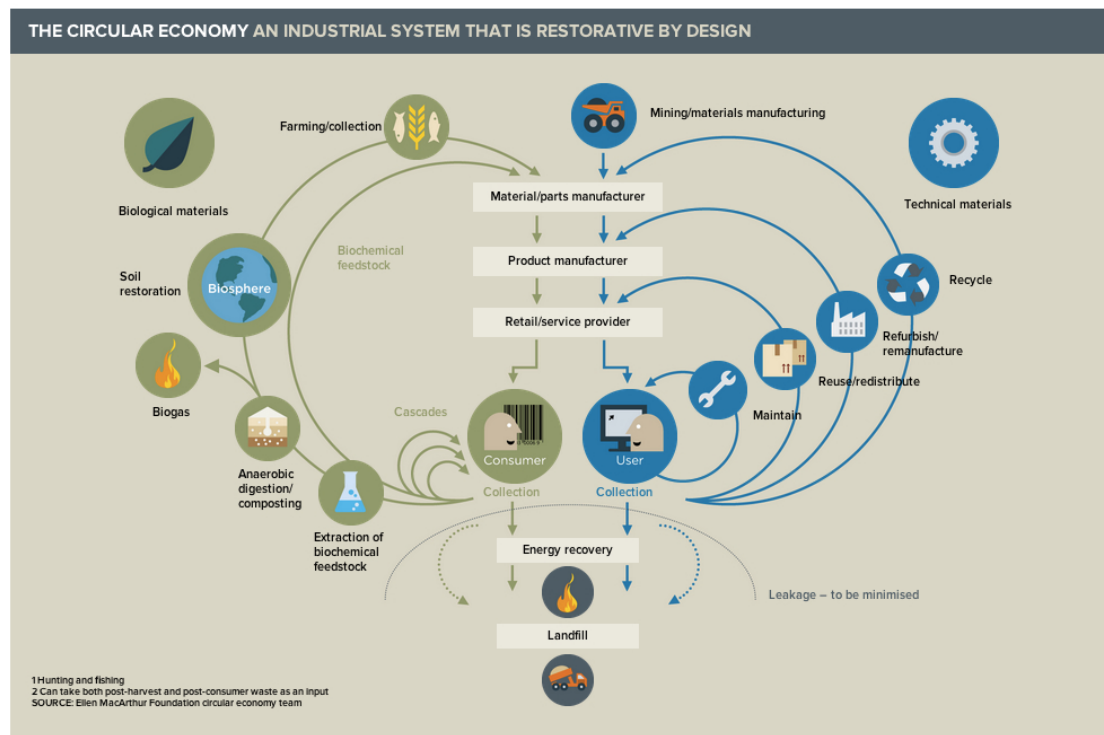 THE CIRCULAR ECONOMY AN INDUSTRIAL SYSTEM THAT IS RESTORATIVE BY DESIGN
Farming/collection
Mining/materials manufacturing
Biological materials
Technical materials
Material/parts manufacturer
Biochemical
feedstock
Product manufacturer
Soil
restoration
Biosphere
Recycle
Retail/service provider
Refurbish/
remanufacture
Reuse/redistribute
Biogas
Maintain
Cascades
Consumer
User
Anaerobic
digestion/
composting
Collection
Collection
Extraction of
biochemical
feedstock
Energy recovery
Leakage – to be minimised
Landfill
1 Hunting and fishing
2 Can take both post-harvest and post-consumer waste as an input
SOURCE: Ellen MacArthur Foundation circular economy team